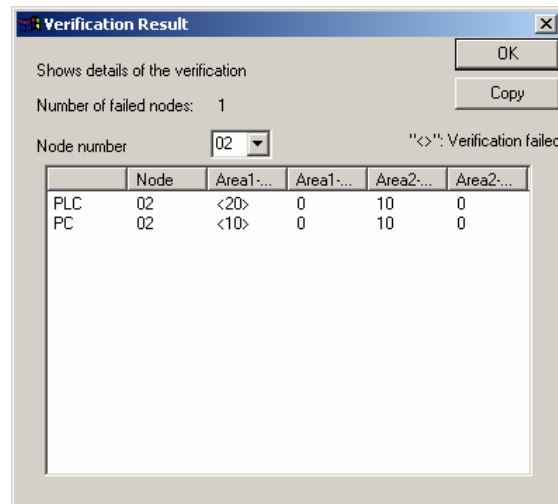 Verification Result
OK
Shows details of the verification
Copy
Number of failed nodes: 1
Node number 02 "<>": Verification failed
Node Area1-... Area1-... Area2-... Area2-...
PLC 02 <20> 0 10 0
PC 02 <10> 0 10 0